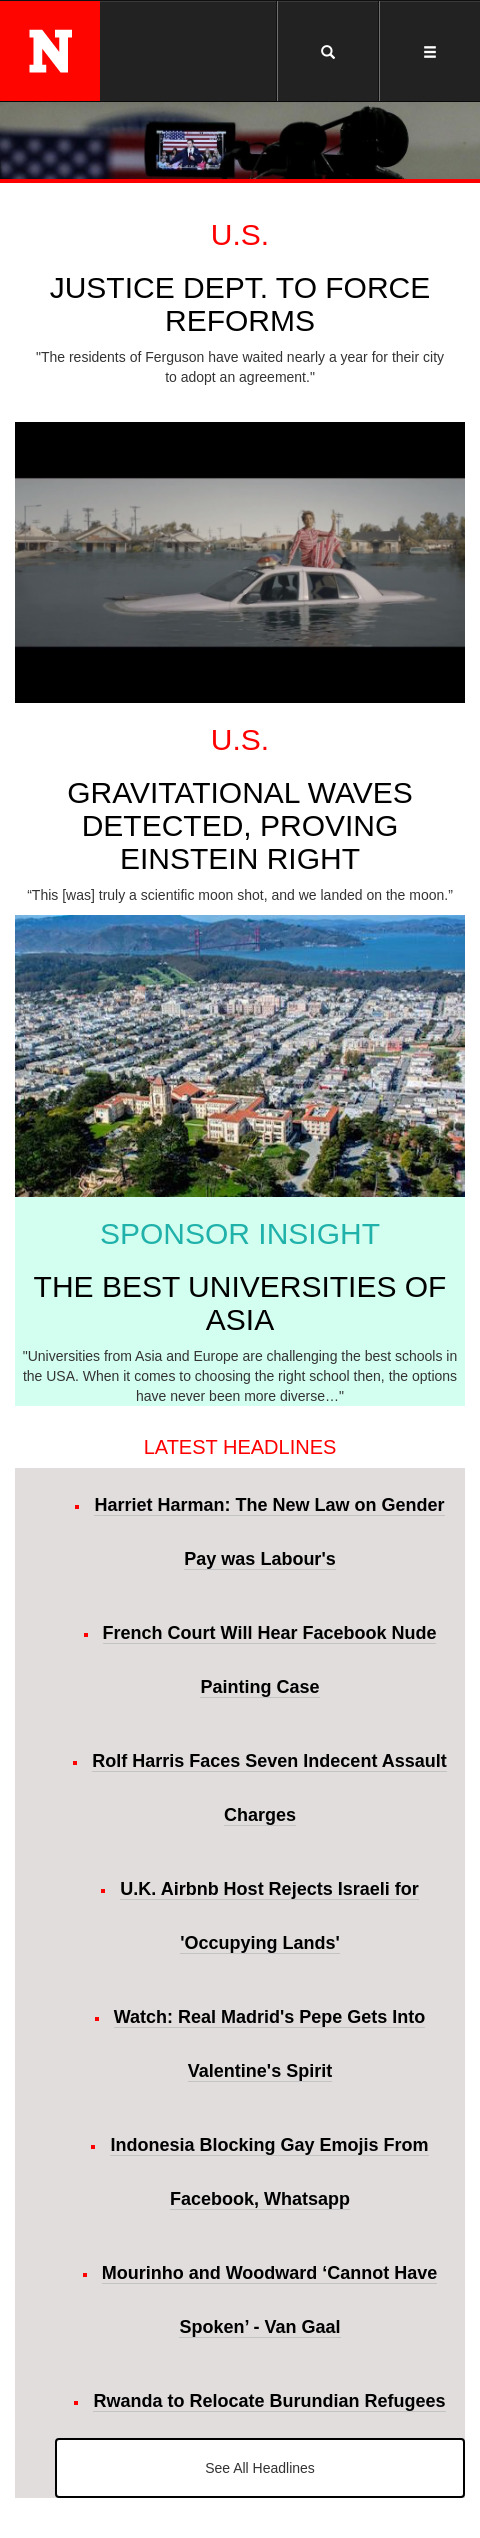 N
U.S.
JUSTICE DEPT. TO FORCE
REFORMS
"The residents of Ferguson have waited nearly a year for their city
to adopt an agreement."
U.S.
GRAVITATIONAL WAVES
DETECTED, PROVING
EINSTEIN RIGHT
“This [was] truly a scientific moon shot, and we landed on the moon.”
SPONSOR INSIGHT
THE BEST UNIVERSITIES OF
ASIA
"Universities from Asia and Europe are challenging the best schools in
the USA. When it comes to choosing the right school then, the options
have never been more diverse…"
LATEST HEADLINES
Harriet Harman: The New Law on Gender
Pay was Labour's
French Court Will Hear Facebook Nude
Painting Case
Rolf Harris Faces Seven Indecent Assault
Charges
U.K. Airbnb Host Rejects Israeli for
'Occupying Lands'
Watch: Real Madrid's Pepe Gets Into
Valentine's Spirit
Indonesia Blocking Gay Emojis From
Facebook, Whatsapp
Mourinho and Woodward ‘Cannot Have
Spoken’ - Van Gaal
Rwanda to Relocate Burundian Refugees
See All Headlines